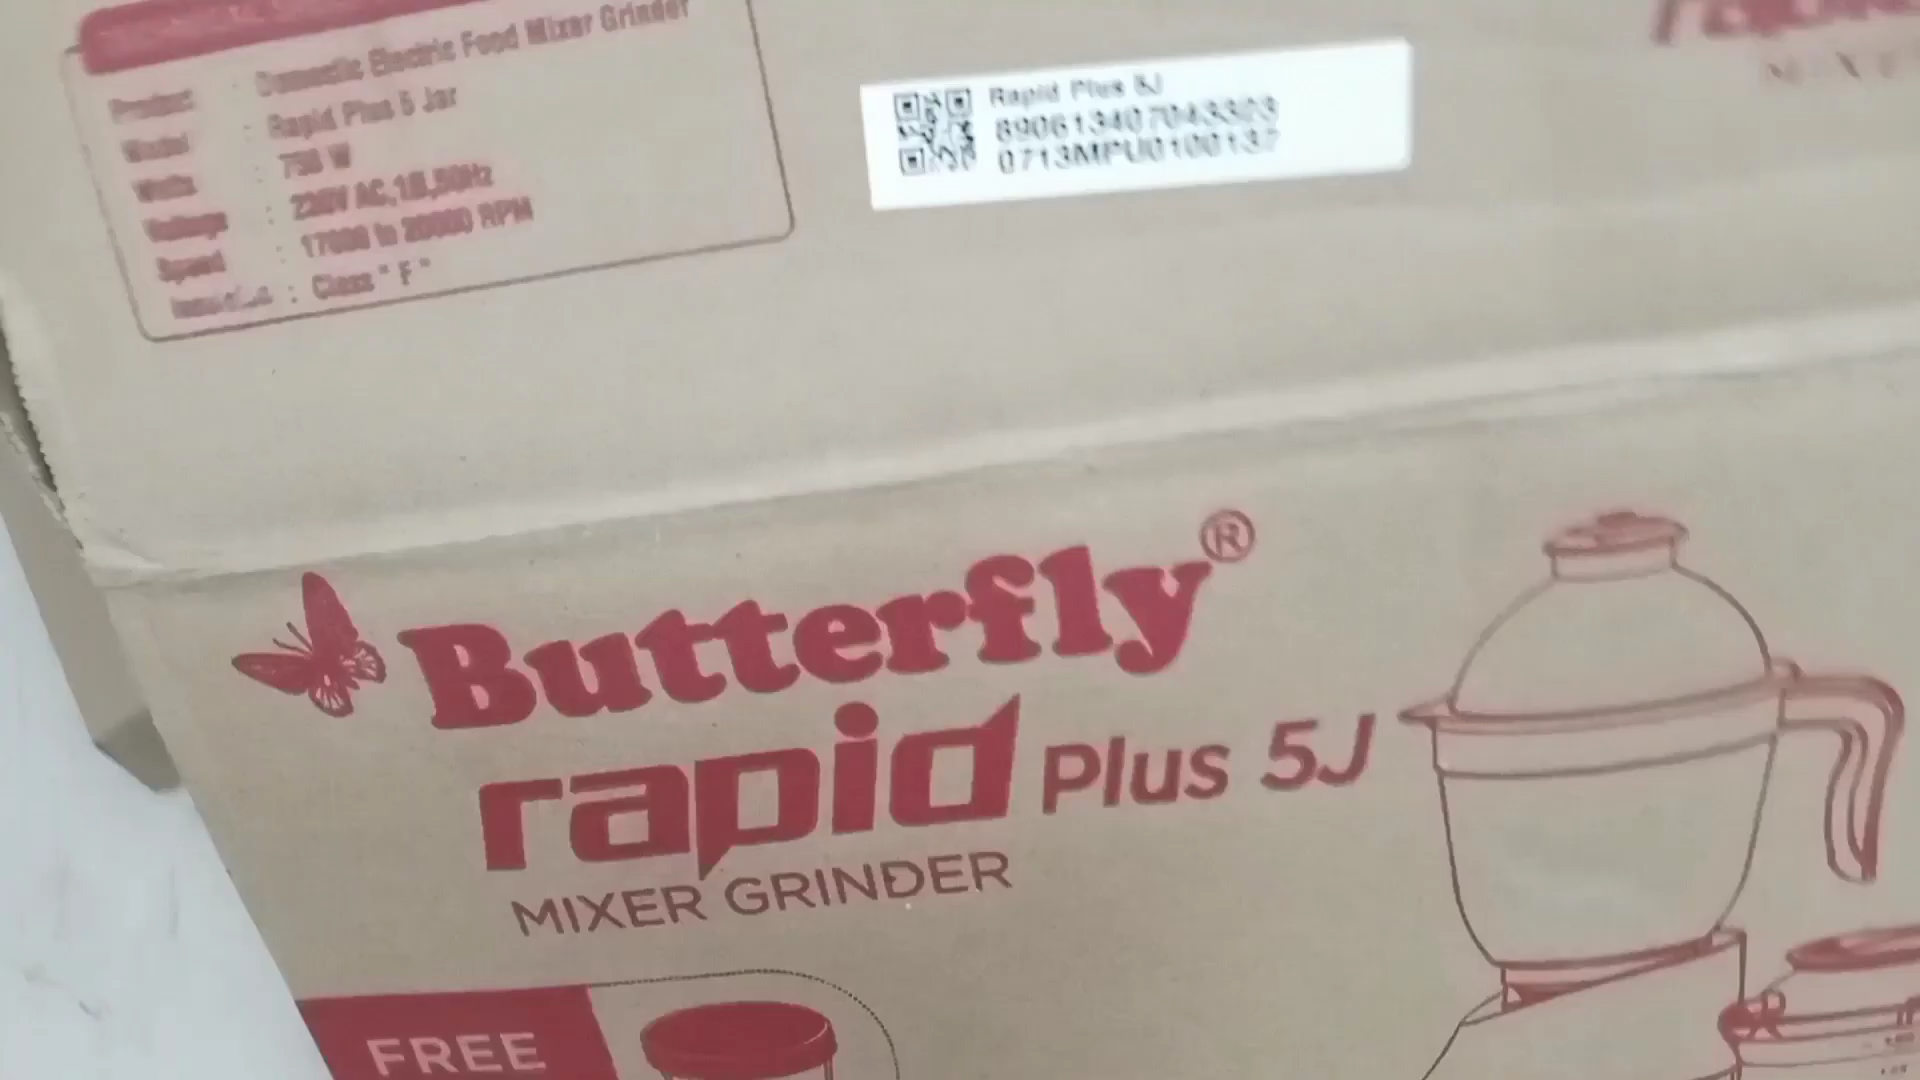 Product : Domestic Electric Food Mixer Grinder
Model : Rapid Plus 5 Jar
Watts : 750 W
Voltage : 230V AC,1Ø,50Hz
Speed : 17000 to 20000 RPM
: Class " F "
Rapid Plus 5J
8906134070433
0713MPU0100137
Butterfly®
rapid Plus 5J
MIXER GRINDER
FREE